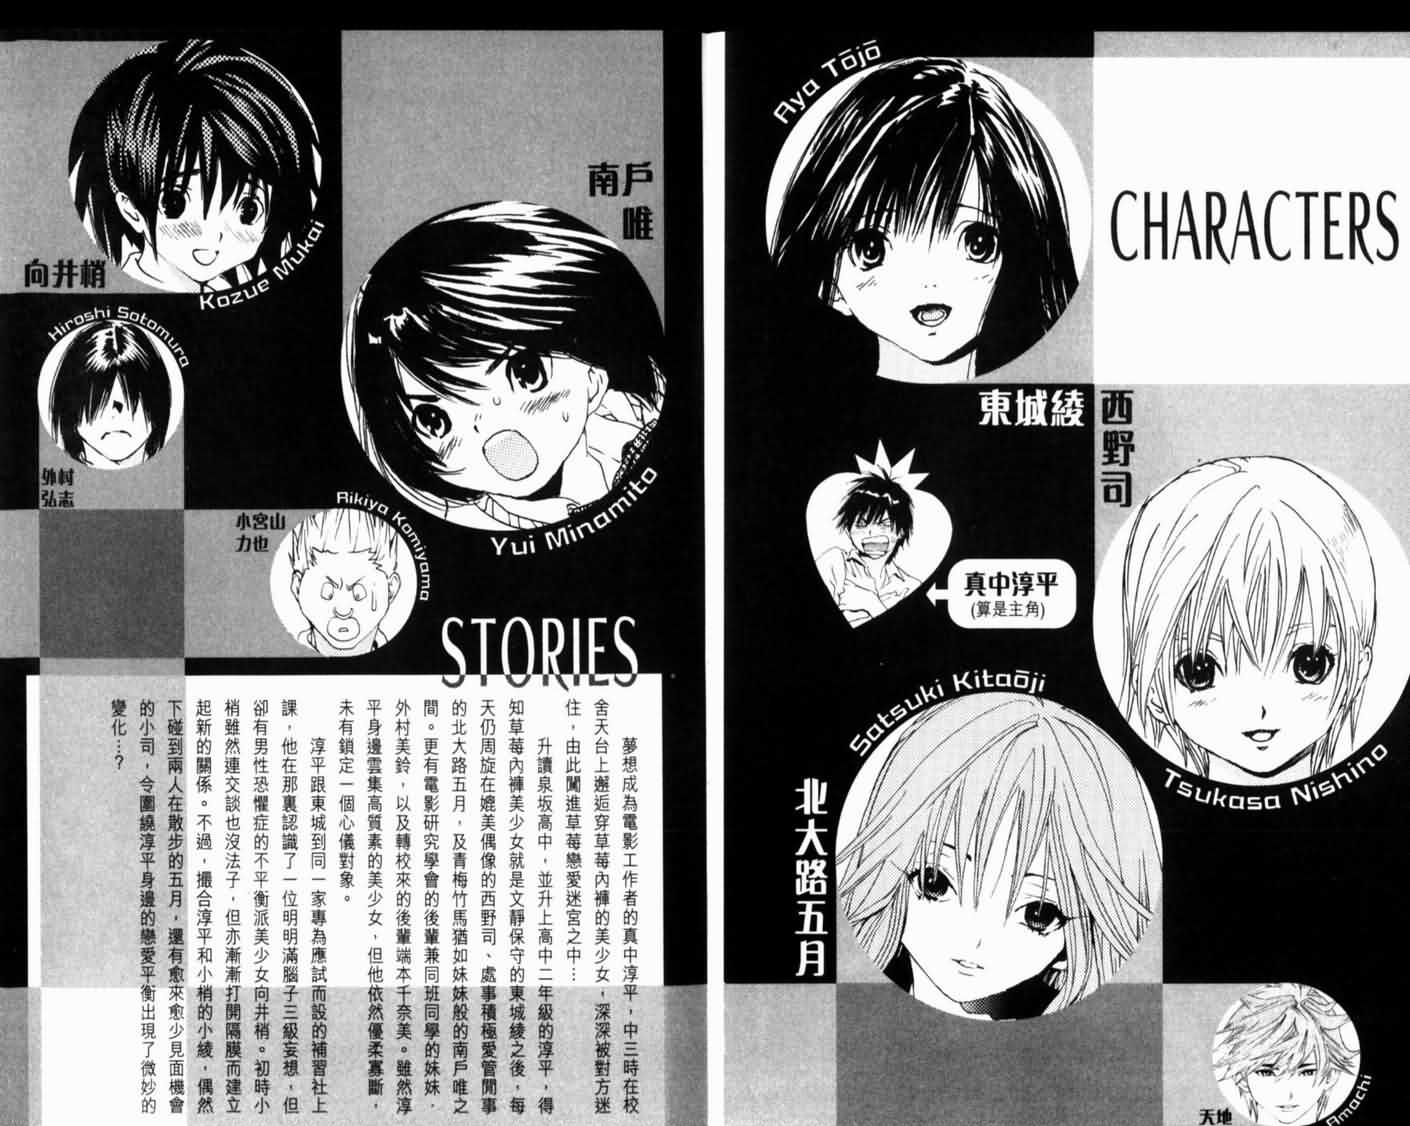 CHARACTERS
Aya Tōjō
東城綾
西野司
Tsukasa Nishino
真中淳平
(算是主角)
Satsuki Kitaōji
北大路五月
天地
Amachi
南戶
唯
Yui Minamito
Kozue Mukai
向井梢
Hiroshi Sotomura
外村
弘志
小宮山
力也
Rikiya Komiyama
STORIES
夢想成為電影工作者的真中淳平,中三時在校
舍天台上邂逅穿草莓內褲的美少女,深深被對方迷
住,由此闖進草莓戀愛迷宮之中…
升讀泉坂高中,並升上高中二年級的淳平,得
知草莓內褲美少女就是文靜保守的東城綾之後,每
天仍周旋在媲美偶像的西野司、處事積極愛管閒事
的北大路五月,及青梅竹馬猶如妹妹般的南戶唯之
間。更有電影研究學會的後輩兼同班同學的妹妹.
外村美鈴,以及轉校來的後輩端本千奈美。雖然淳
平身邊雲集高質素的美少女,但他依然優柔寡斷,
未有鎖定一個心儀對象。
淳平跟東城到同一家專為應試而設的補習社上
課,他在那裏認識了一位明明滿腦子三級妄想,但
卻有男性恐懼症的不平衡派美少女向井梢。初時小
梢雖然連交談也沒法子,但亦漸漸打開隔膜而建立
起新的關係。不過,撮合淳平和小梢的小綾,偶然
下碰到兩人在散步的五月,還有愈來愈少見面機會
的小司,令圍繞淳平身邊的戀愛平衡出現了微妙的
變化…?